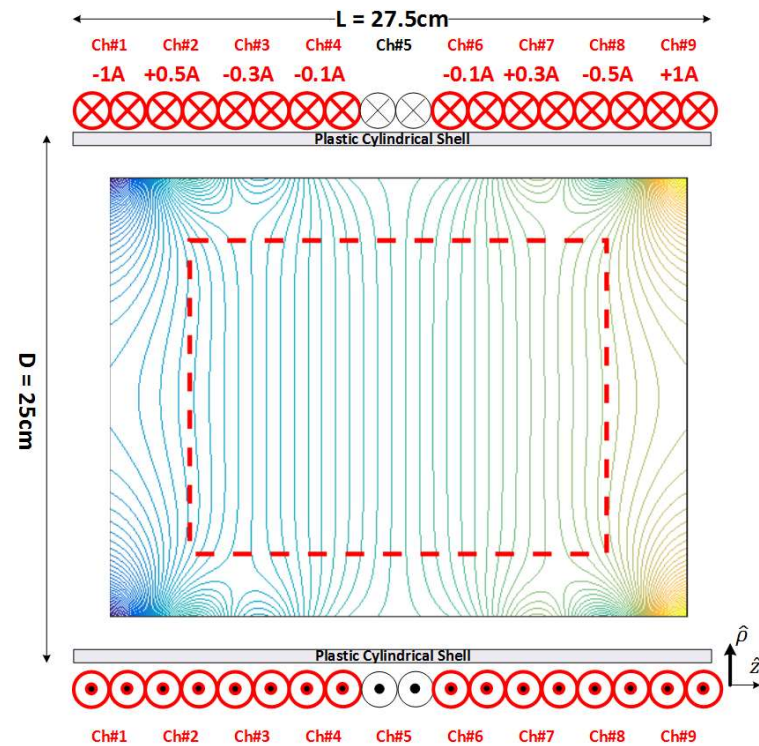 L = 27.5cm
Ch#1 Ch#2 Ch#3 Ch#4 Ch#5 Ch#6 Ch#7 Ch#8 Ch#9
-1A +0.5A -0.3A -0.1A -0.1A +0.3A -0.5A +1A
Plastic Cylindrical Shell
D = 25cm
Plastic Cylindrical Shell
ρ̂
ẑ
Ch#1 Ch#2 Ch#3 Ch#4 Ch#5 Ch#6 Ch#7 Ch#8 Ch#9